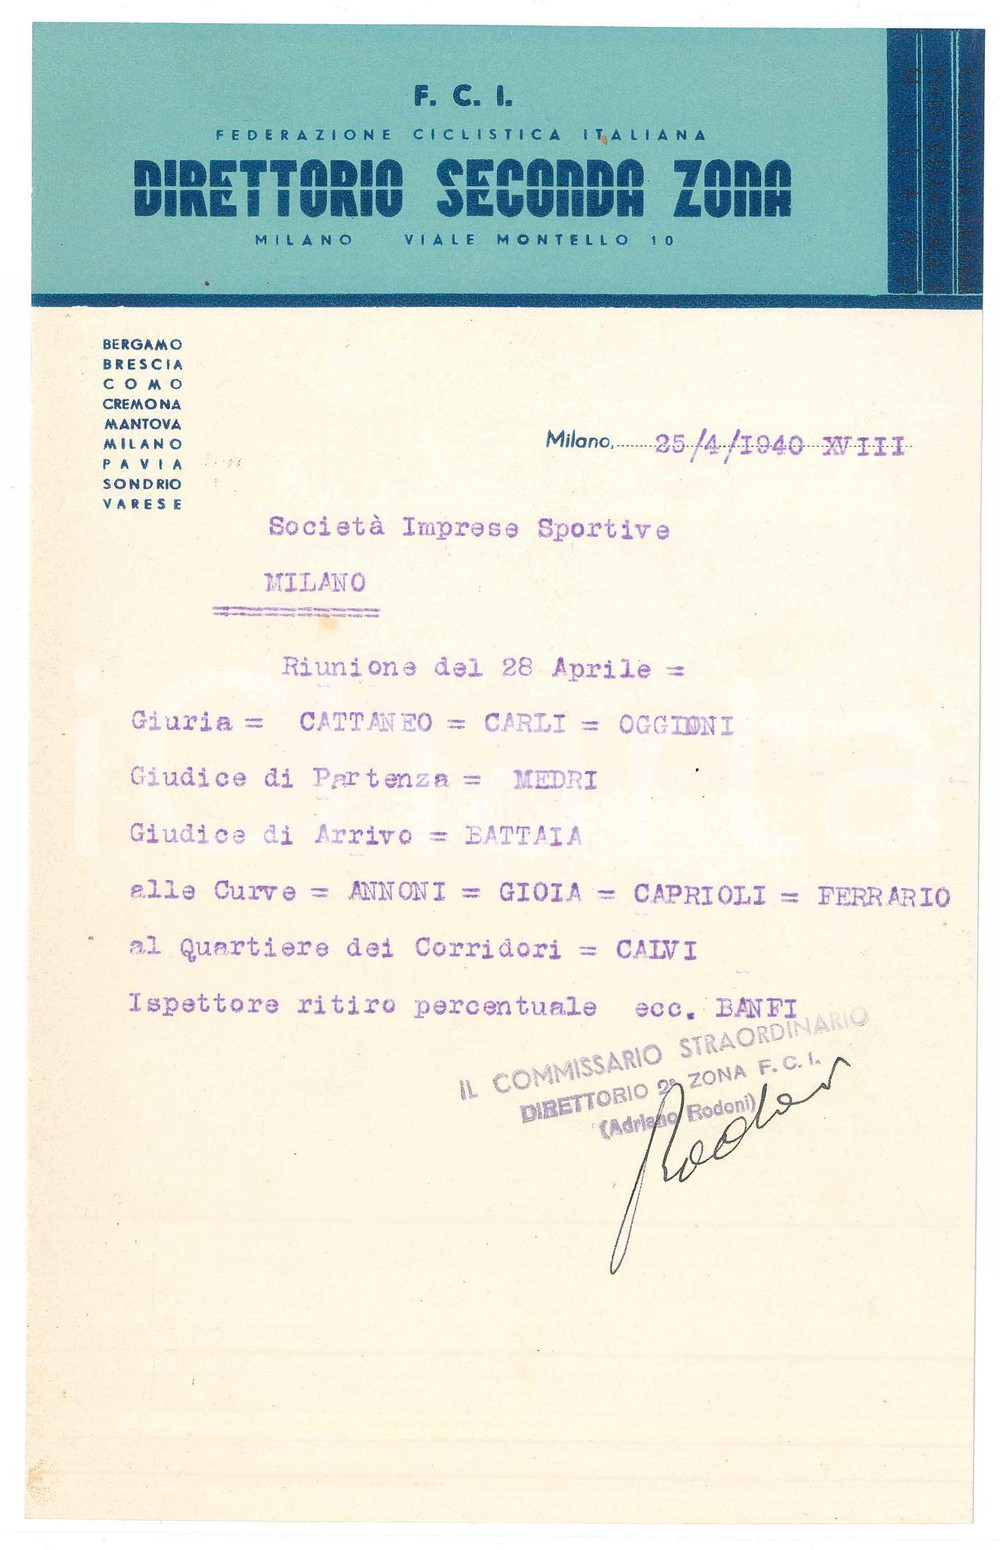 F. C. I.
FEDERAZIONE CICLISTICA ITALIANA
DIRETTORIO SECONDA ZONA
MILANO VIALE MONTELLO 10
BERGAMO
BRESCIA
COMO
CREMONA
MANTOVA
MILANO
PAVIA
SONDRIO
VARESE
Milano, 25/4/1940 XVIII
Società Imprese Sportive
MILANO
Riunione del 28 Aprile =
Giuria = CATTANEO = CARLI = OGGIONI
Giudice di Partenza = MEDRI
Giudice di Arrivo = BATTAIA
alle Curve = ANNONI = GIOIA = CAPRIOLI = FERRARIO
al Quartiere dei Corridori = CALVI
Ispettore ritiro percentuale ecc. BANFI
IL COMMISSARIO STRAORDINARIO
DIRETTORIO 2ª ZONA F. C. I.
(Adriano Rodoni)
Rodoni